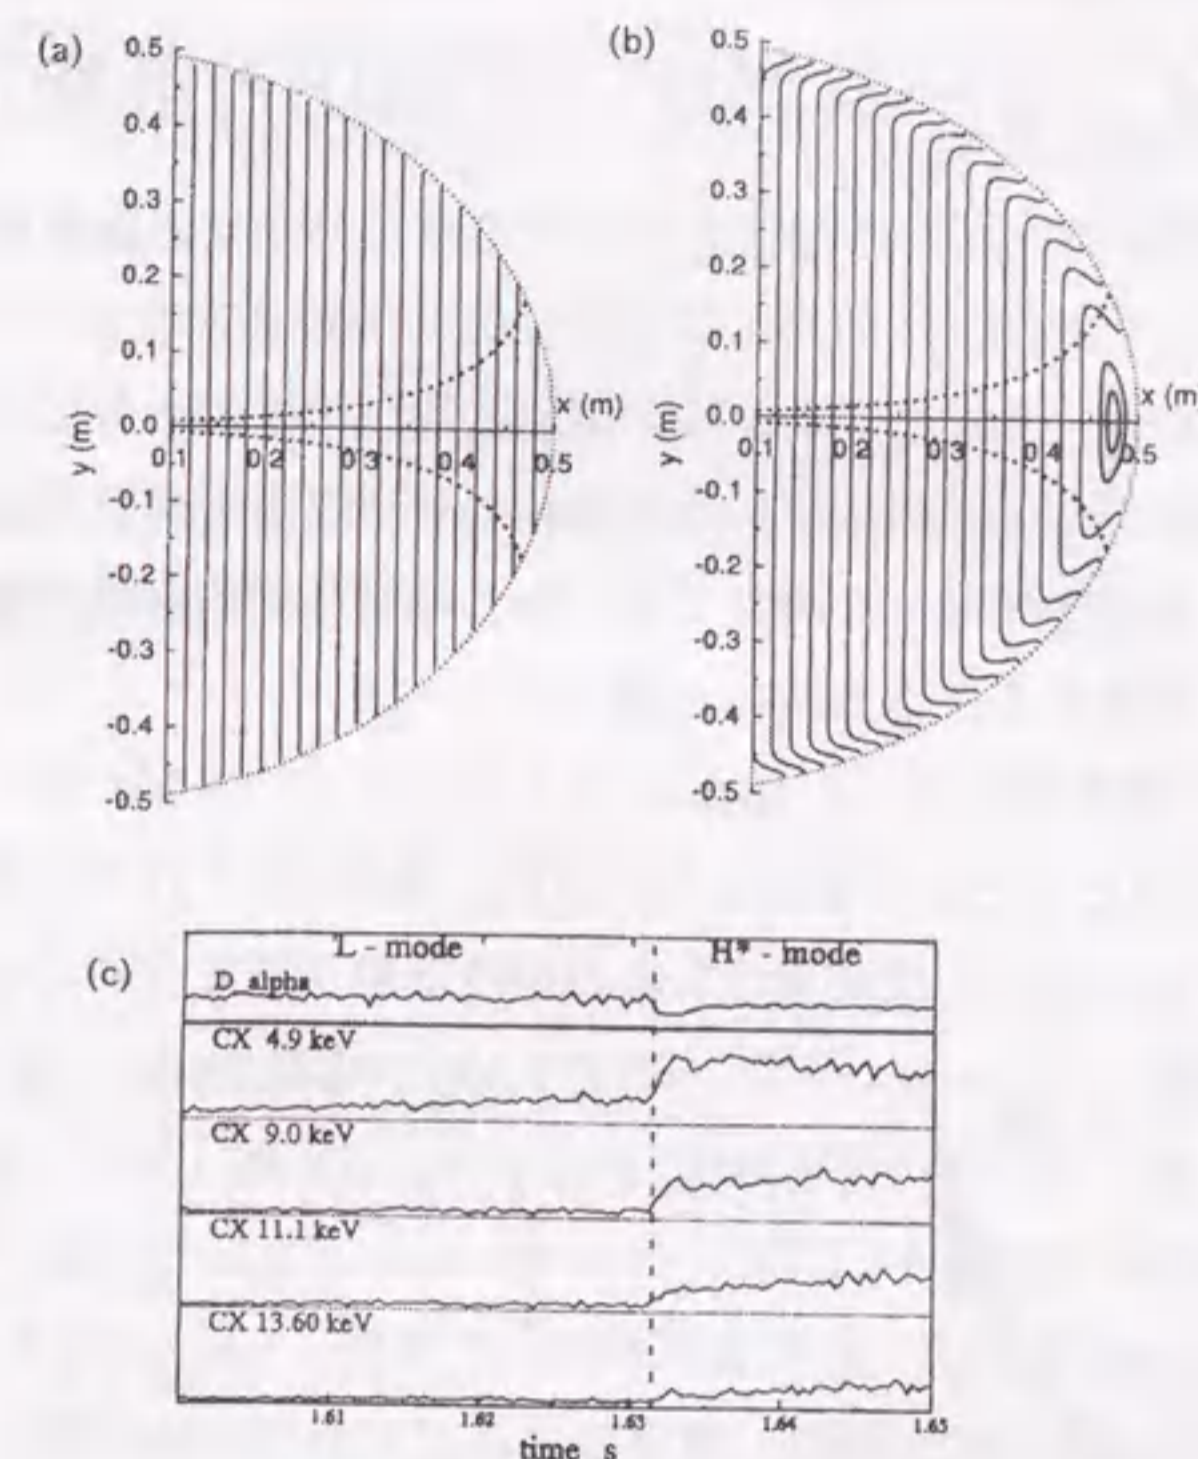 (a)
0.5
0.4
0.3
0.2
0.1
0.0
-0.1
-0.2
-0.3
-0.4
-0.5
y (m)
0.1 0.2 0.3 0.4 0.5
x (m)
(b)
0.5
0.4
0.3
0.2
0.1
0.0
-0.1
-0.2
-0.3
-0.4
-0.5
y (m)
0.1 0.2 0.3 0.4 0.5
x (m
(c)
L - mode H* - mode
D alpha
CX 4.9 keV
CX 9.0 keV
CX 11.1 keV
CX 13.60 keV
1.61 1.62 1.63 1.64 1.65
time s